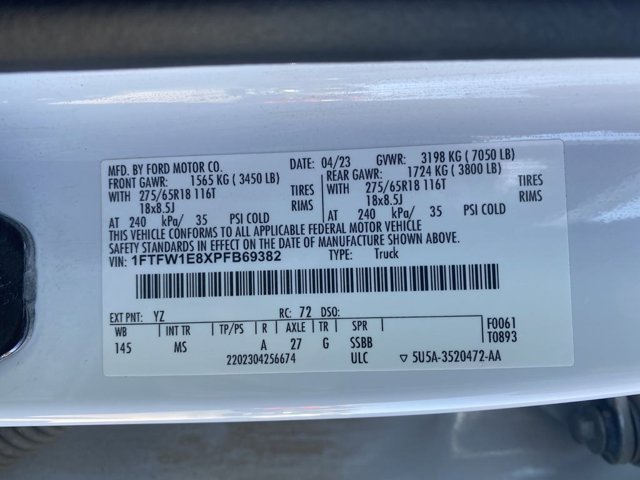 MFD. BY FORD MOTOR CO. DATE: 04/23 GVWR: 3198 KG ( 7050 LB)
FRONT GAWR: 1565 KG ( 3450 LB) REAR GAWR: 1724 KG ( 3800 LB)
WITH 275/65R18 116T TIRES WITH 275/65R18 116T TIRES
18x8.5J RIMS 18x8.5J RIMS
AT 240 kPa/ 35 PSI COLD AT 240 kPa/ 35 PSI COLD
THIS VEHICLE CONFORMS TO ALL APPLICABLE FEDERAL MOTOR VEHICLE
SAFETY STANDARDS IN EFFECT ON THE DATE OF MANUFACTURE SHOWN ABOVE.
VIN: 1FTFW1E8XPFB69382 TYPE: Truck
EXT PNT: YZ RC: 72 DSO: F0061
WB INT TR TP/PS R AXLE TR SPR T0893
145 MS A 27 G SSBB
2202304256674 ULC ▽ 5U5A-3520472-AA